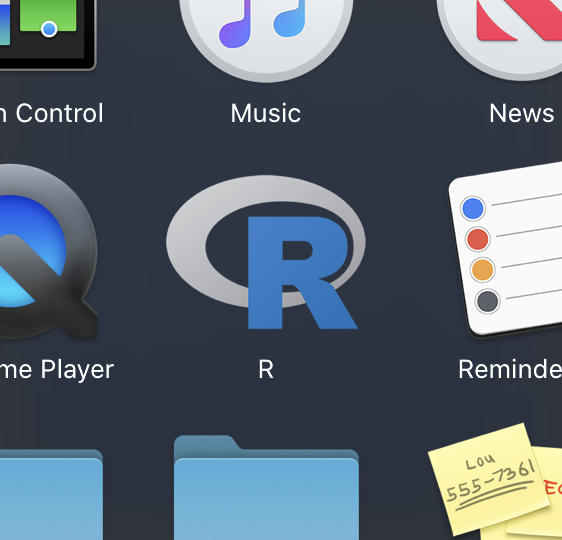 n Control
Music
News
R
me Player
R
Reminde
Lou
555-7361